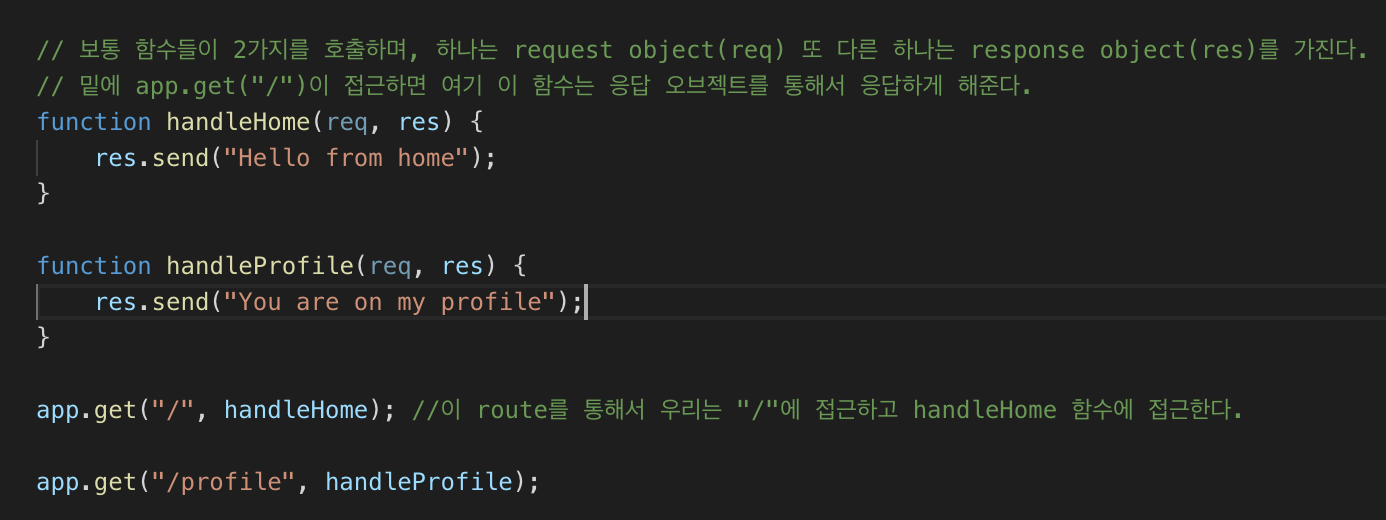 // 보통 함수들이 2가지를 호출하며, 하나는 request object(req) 또 다른 하나는 response object(res)를 가진다.
// 밑에 app.get("/")이 접근하면 여기 이 함수는 응답 오브젝트를 통해서 응답하게 해준다.
function handleHome(req, res) {
    res.send("Hello from home");
}
function handleProfile(req, res) {
    res.send("You are on my profile");
}
app.get("/", handleHome); //이 route를 통해서 우리는 "/"에 접근하고 handleHome 함수에 접근한다.
app.get("/profile", handleProfile);